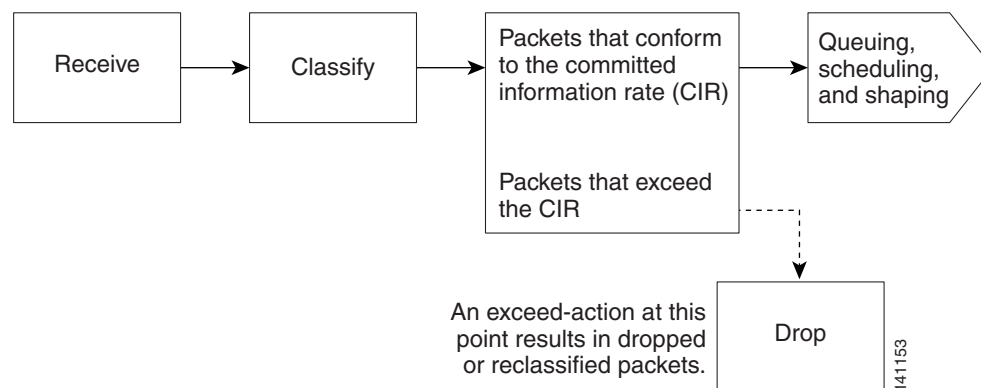 Receive
Classify
Packets that conform
to the committed
information rate (CIR)
Packets that exceed
the CIR
Queuing,
scheduling,
and shaping
An exceed-action at this
point results in dropped
or reclassified packets.
Drop
141153